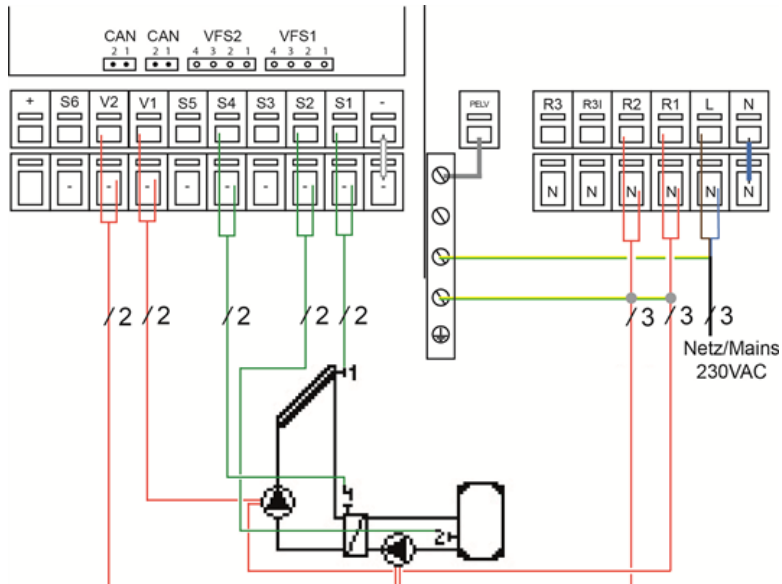 CAN CAN VFS2 VFS1
2 1 2 1 4 3 2 1 4 3 2 1
+ S6 V2 V1 S5 S4 S3 S2 S1 -
- - - - - - - - -
PELV
R3 R3I R2 R1 L N
N N N N N N
2 2 2 2 2
3 3 3
Netz/Mains
230VAC
1
4
2